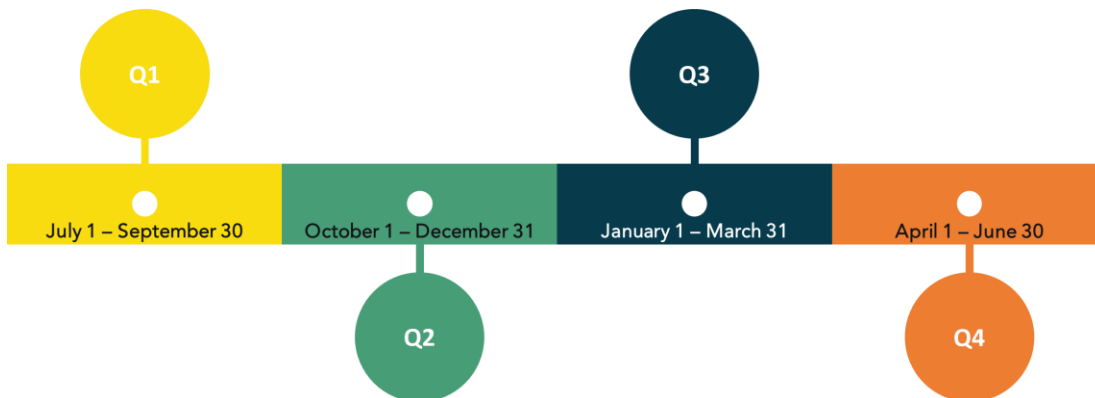 Q1
Q3
July 1 – September 30
October 1 – December 31
January 1 – March 31
April 1 – June 30
Q2
Q4